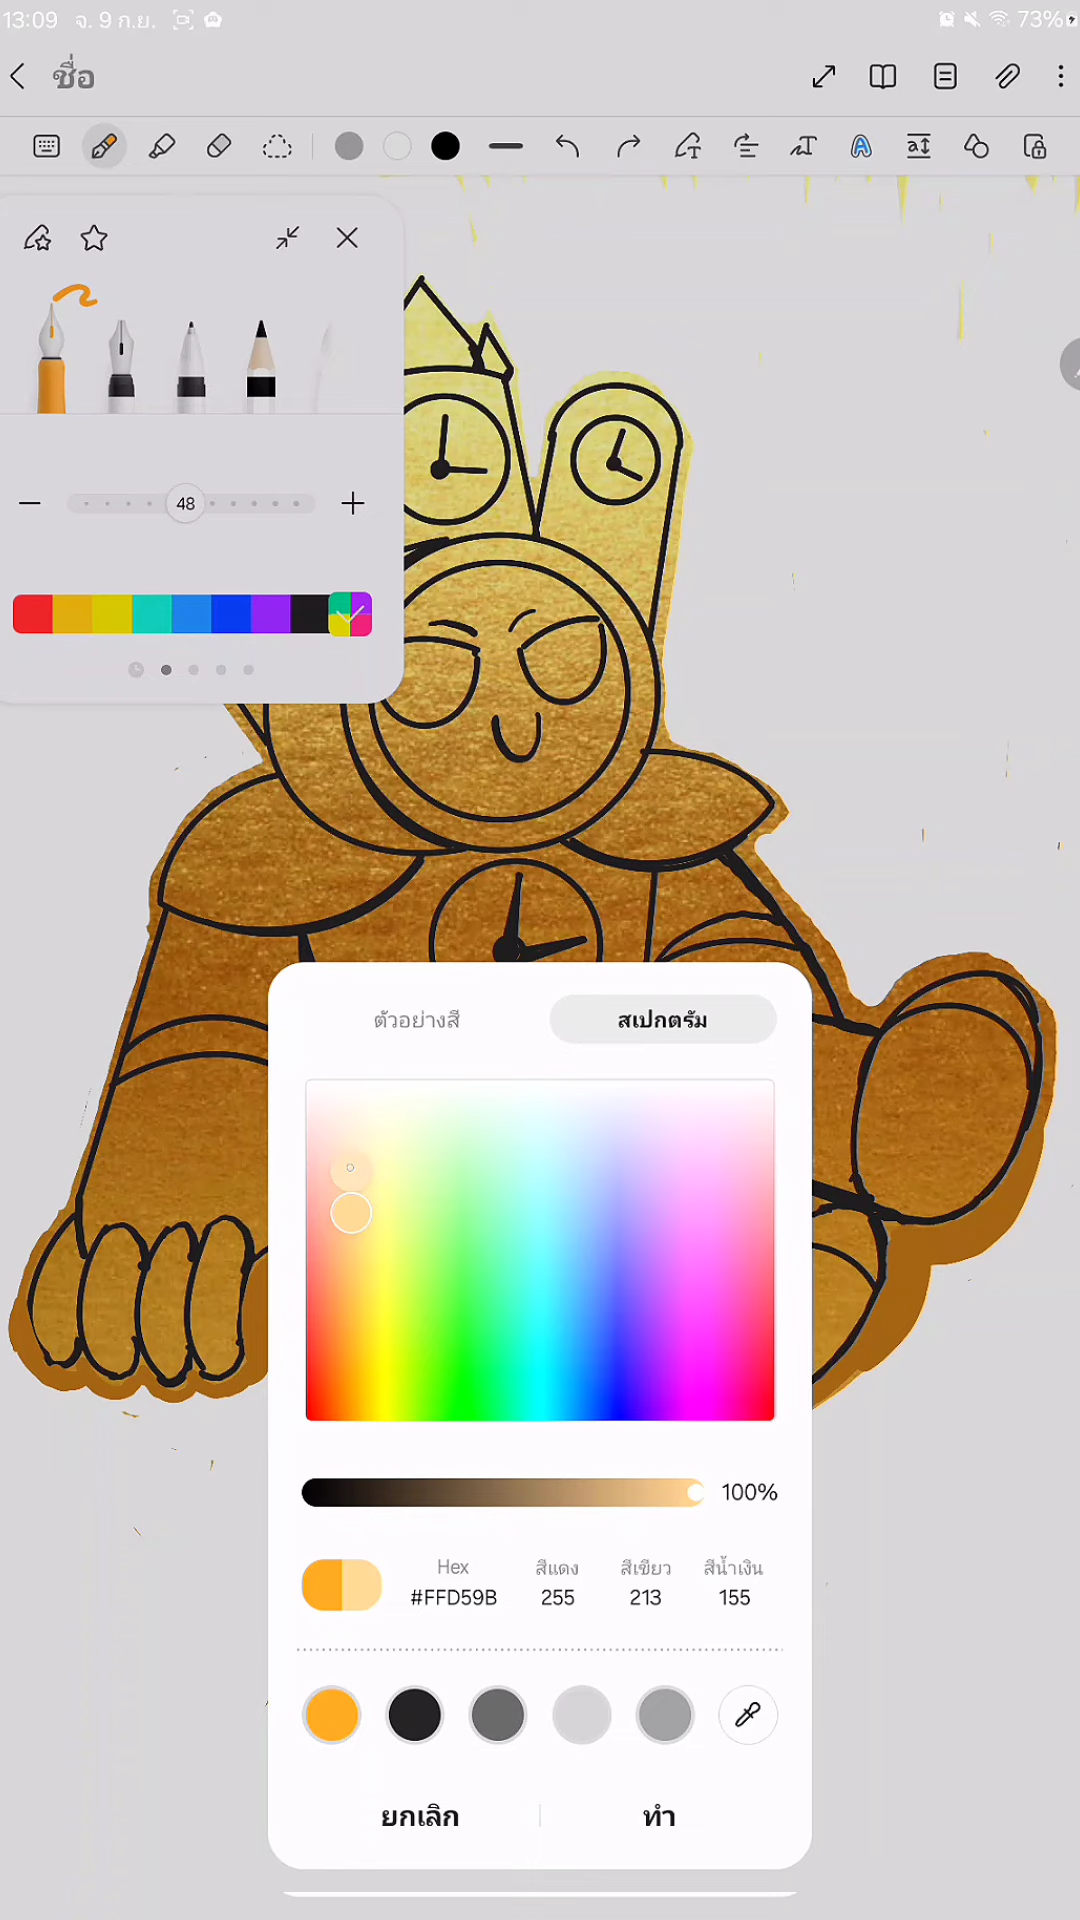 13:09 จ. 9 ก.ย. 73%
ชื่อ
48
ตัวอย่างสี สเปกตรัม
100%
Hex สีแดง สีเขียว สีน้ำเงิน
#FFD59B 255 213 155
ยกเลิก ทำ